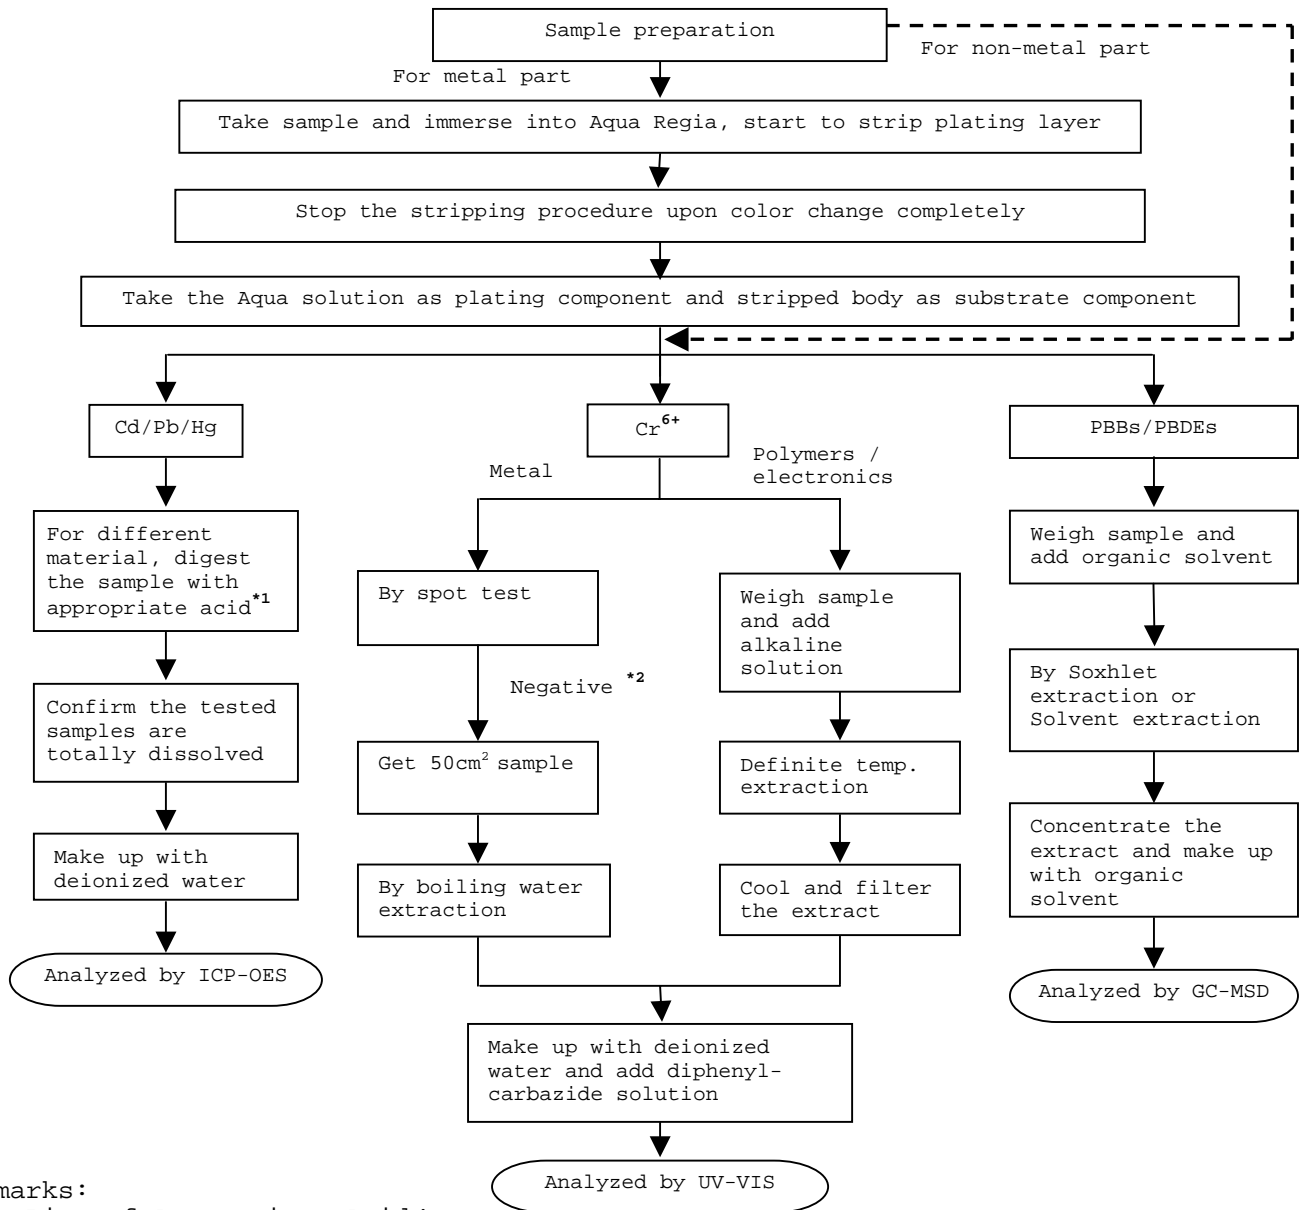 Sample preparation
For non-metal part
For metal part
Take sample and immerse into Aqua Regia, start to strip plating layer
Stop the stripping procedure upon color change completely
Take the Aqua solution as plating component and stripped body as substrate component
Cd/Pb/Hg
For different
material, digest
the sample with
appropriate acid*1
Confirm the tested
samples are
totally dissolved
Make up with
deionized water
Analyzed by ICP-OES
Cr6+
Metal
By spot test
Negative *2
Get 50cm2 sample
By boiling water
extraction
Polymers /
electronics
Weigh sample
and add
alkaline
solution
Definite temp.
extraction
Cool and filter
the extract
Make up with deionized
water and add diphenyl-
carbazide solution
Analyzed by UV-VIS
PBBs/PBDEs
Weigh sample and
add organic solvent
By Soxhlet
extraction or
Solvent extraction
Concentrate the
extract and make up
with organic
solvent
Analyzed by GC-MSD
marks: